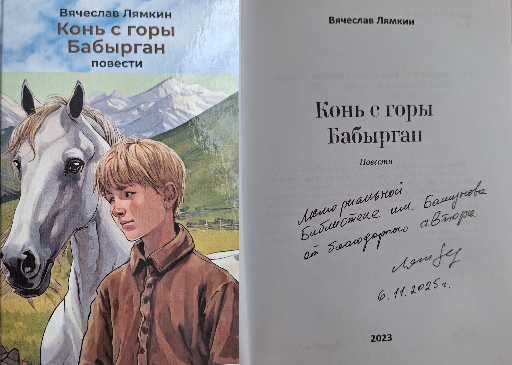 Вячеслав Лямкин
Конь с горы
Бабырган
повести
Вячеслав Лямкин
Конь с горы
Бабырган
Повести
Мемориальной
Библиотеке им. Башунова
от благодарного автора
6.11.2025г.
2023